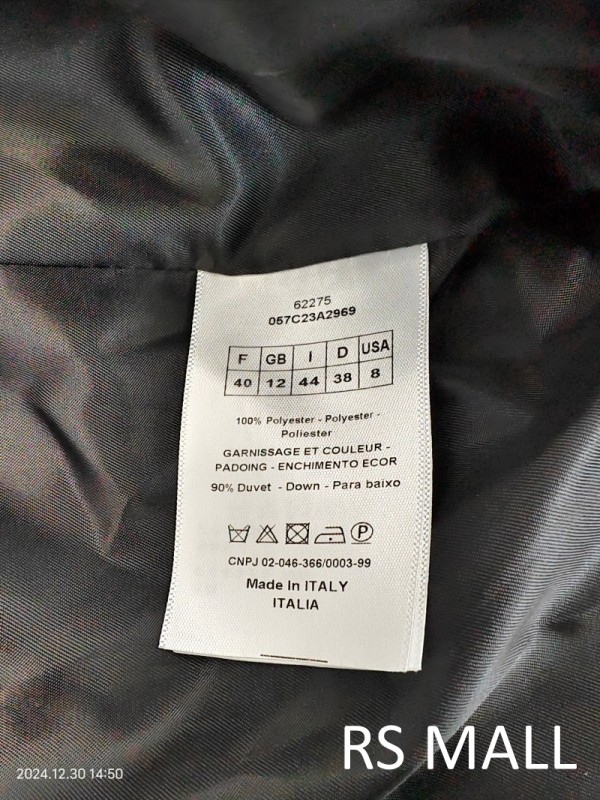 62275
057C23A2969
F GB I D USA
40 12 44 38 8
100% Polyester - Polyester -
Poliester
GARNISSAGE ET COULEUR -
PADOING - ENCHIMENTO ECOR
90% Duvet - Down - Para baixo
P
CNPJ 02-046-366/0003-99
Made In ITALY
ITALIA
RS MALL
2024.12.30 14:50